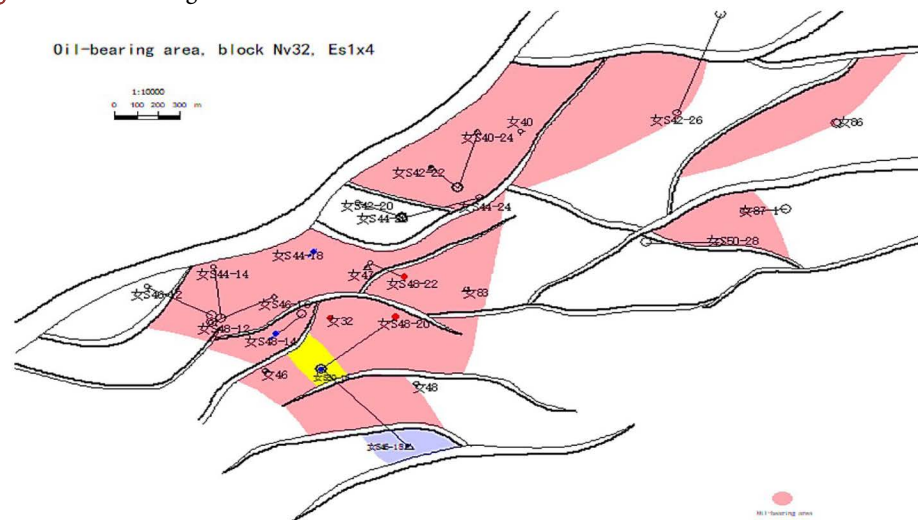 Oil-bearing area, block Nv32, Es1x4
1:10000
0 100 200 300 m
女40
女S40-24
女S42-26
女86
女S42-22
女S42-20
女S44-24
女87-1
女S50-28
女S44-18
女S44-14
女47
女S48-22
女83
女S46-12
女S48-12
女32
女S48-20
女S48-14
女46
女48
Oil-bearing area